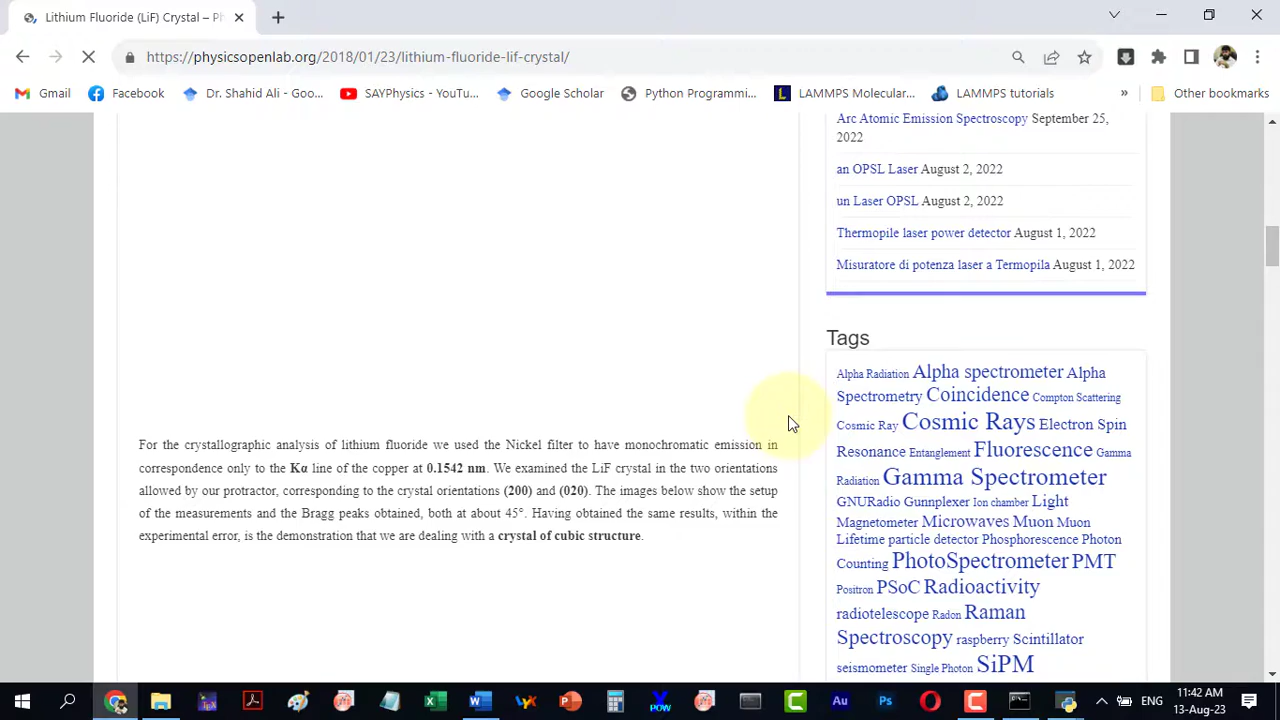 Lithium Fluoride (LiF) Crystal – Ph
https://physicsopenlab.org/2018/01/23/lithium-fluoride-lif-crystal/
Gmail Facebook Dr. Shahid Ali - Goo... SAYPhysics - YouTu... Google Scholar Python Programmi... LAMMPS Molecular... LAMMPS tutorials » Other bookmarks
Arc Atomic Emission Spectroscopy September 25,
2022
an OPSL Laser August 2, 2022
un Laser OPSL August 2, 2022
Thermopile laser power detector August 1, 2022
Misuratore di potenza laser a Termopila August 1, 2022
Tags
Alpha Radiation Alpha spectrometer Alpha
Spectrometry Coincidence Compton Scattering
Cosmic Ray Cosmic Rays Electron Spin
Resonance Entanglement Fluorescence Gamma
Radiation Gamma Spectrometer
GNURadio Gunnplexer Ion chamber Light
Magnetometer Microwaves Muon Muon
Lifetime particle detector Phosphorescence Photon
Counting PhotoSpectrometer PMT
Positron PSoC Radioactivity
radiotelescope Radon Raman
Spectroscopy raspberry Scintillator
seismometer Single Photon SiPM
For the crystallographic analysis of lithium fluoride we used the Nickel filter to have monochromatic emission in
correspondence only to the Kα line of the copper at 0.1542 nm. We examined the LiF crystal in the two orientations
allowed by our protractor, corresponding to the crystal orientations (200) and (020). The images below show the setup
of the measurements and the Bragg peaks obtained, both at about 45°. Having obtained the same results, within the
experimental error, is the demonstration that we are dealing with a crystal of cubic structure.
ENG
11:42 AM
13-Aug-23